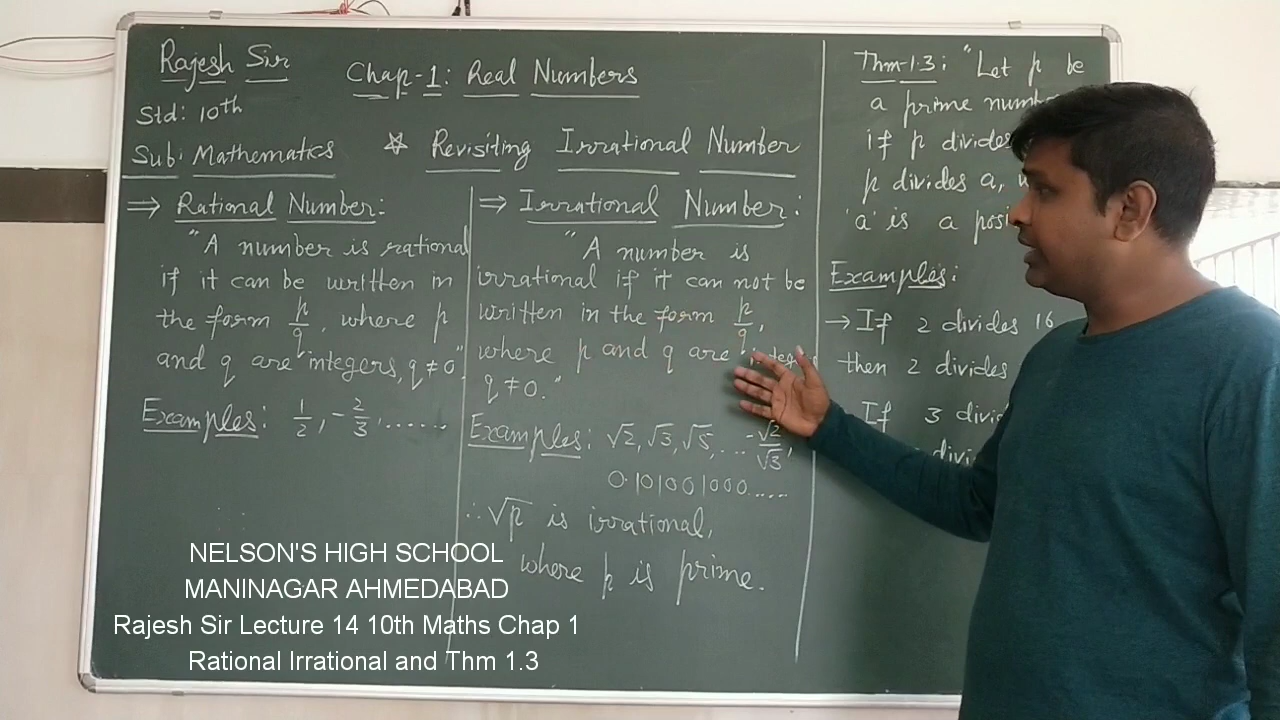 Rajesh Sir
Chap-1: Real Numbers
Std: 10th
Sub: Mathematics
☆ Revisiting Irrational Number
⇒ Rational Number:
"A number is rational
if it can be written in
the form p/q, where p
and q are integers, q ≠ 0."
Examples: 1/2, -2/3, ......
⇒ Irrational Number:
"A number is
irrational if it can not be
written in the form p/q,
where p and q are integers
q ≠ 0."
Examples: √2, √3, √5, .... -√2/√3,
0.101001000.....
∴ √p is irrational,
where p is prime.
Thm-1.3: "Let p be
a prime
if p divides
p divides a,
'a' is a
Examples:
→ If 2 divides 16
then 2 divides
If 3
NELSON'S HIGH SCHOOL
MANINAGAR AHMEDABAD
Rajesh Sir Lecture 14 10th Maths Chap 1
Rational Irrational and Thm 1.3